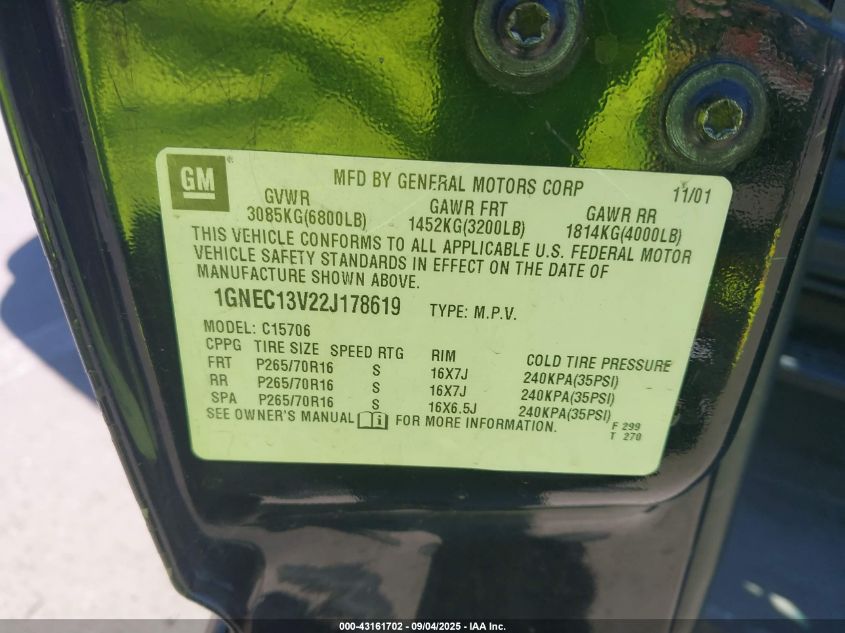 GM®
MFD BY GENERAL MOTORS CORP 11/01
GVWR GAWR FRT GAWR RR
3085KG(6800LB) 1452KG(3200LB) 1814KG(4000LB)
THIS VEHICLE CONFORMS TO ALL APPLICABLE U.S. FEDERAL MOTOR
VEHICLE SAFETY STANDARDS IN EFFECT ON THE DATE OF
MANUFACTURE SHOWN ABOVE.
1GNEC13V22J178619 TYPE: M.P.V.
MODEL: C15706
CPPG TIRE SIZE SPEED RTG RIM COLD TIRE PRESSURE
FRT P265/70R16 S 16X7J 240KPA(35PSI)
RR P265/70R16 S 16X7J 240KPA(35PSI)
SPA P265/70R16 S 16X6.5J 240KPA(35PSI)
SEE OWNER'S MANUAL i FOR MORE INFORMATION.
F 299
T 270
000-43161702 - 09/04/2025 - IAA Inc.